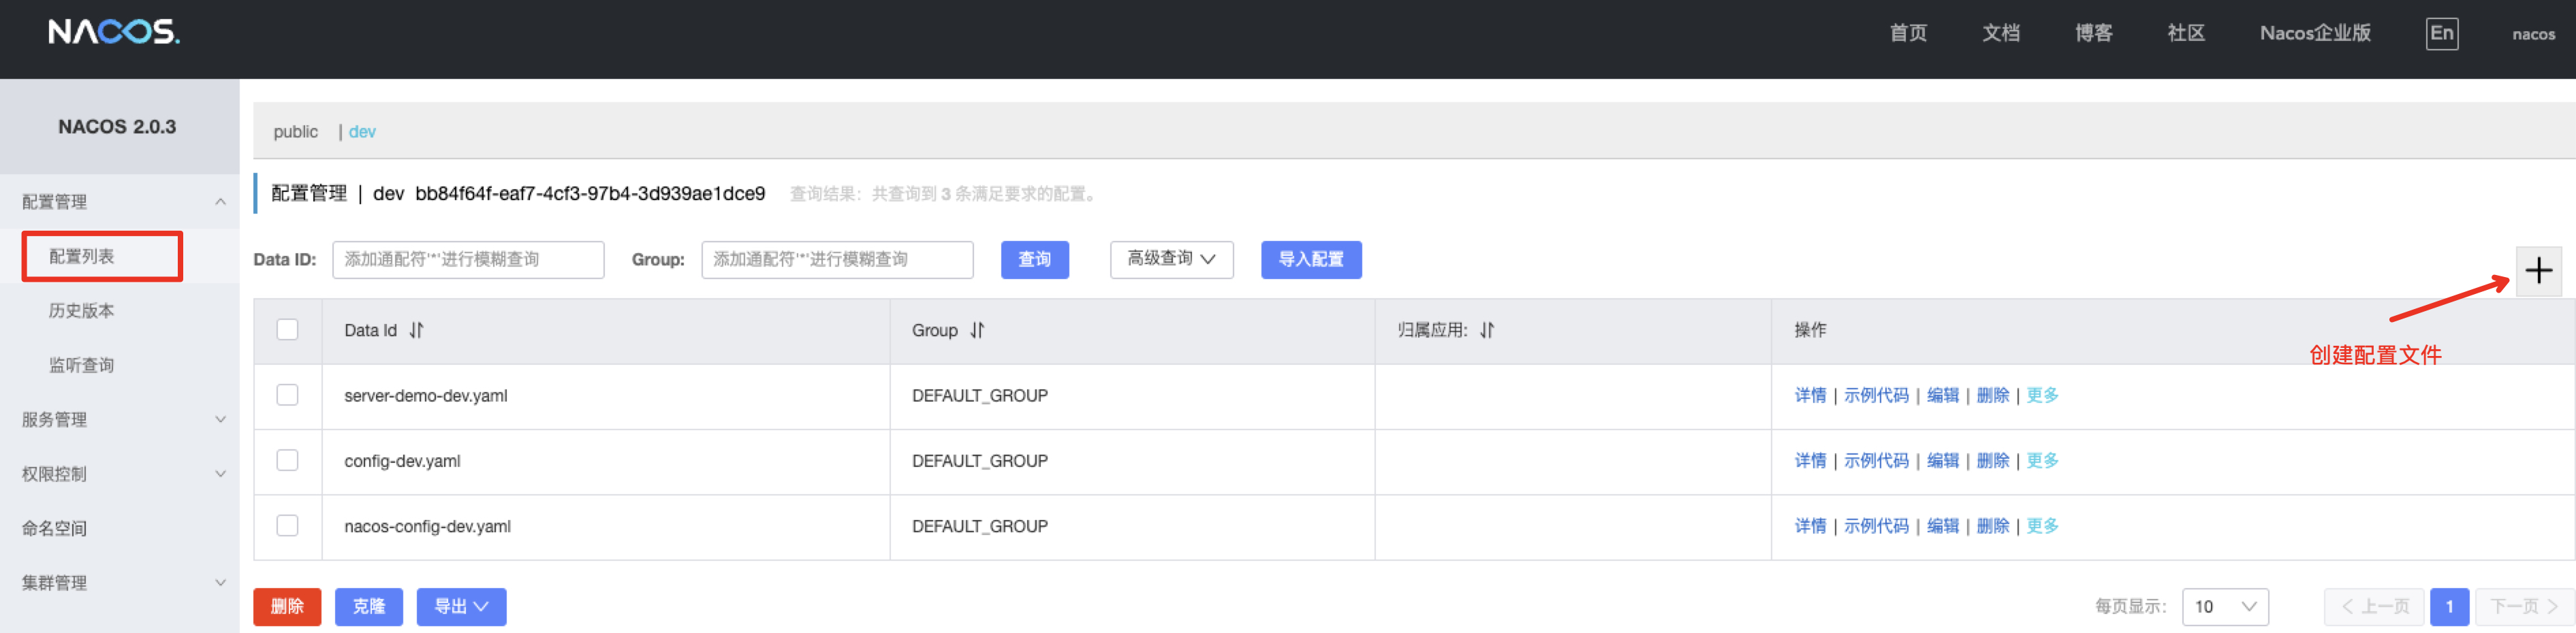 NACOS.
首页 文档 博客 社区 Nacos企业版 En nacos
NACOS 2.0.3
配置管理
配置列表
历史版本
监听查询
服务管理
权限控制
命名空间
集群管理
public | dev
配置管理 | dev bb84f64f-eaf7-4cf3-97b4-3d939ae1dce9 查询结果：共查询到 3 条满足要求的配置。
Data ID: 添加通配符'*'进行模糊查询 Group: 添加通配符'*'进行模糊查询 查询 高级查询 导入配置
创建配置文件
Data Id Group 归属应用: 操作
server-demo-dev.yaml DEFAULT_GROUP 详情 | 示例代码 | 编辑 | 删除 | 更多
config-dev.yaml DEFAULT_GROUP 详情 | 示例代码 | 编辑 | 删除 | 更多
nacos-config-dev.yaml DEFAULT_GROUP 详情 | 示例代码 | 编辑 | 删除 | 更多
删除 克隆 导出 每页显示: 10 上一页 1 下一页